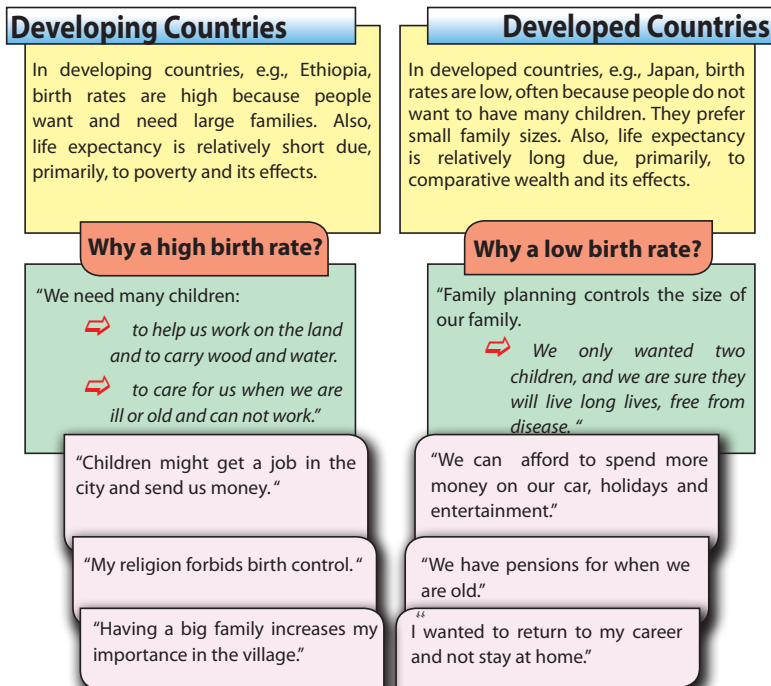 Developing Countries
In developing countries, e.g., Ethiopia,
birth rates are high because people
want and need large families. Also,
life expectancy is relatively short due,
primarily, to poverty and its effects.
Why a high birth rate?
“We need many children:
⇨ to help us work on the land
and to carry wood and water.
⇨ to care for us when we are
ill or old and can not work.”
“Children might get a job in the
city and send us money. “
“My religion forbids birth control. “
“Having a big family increases my
importance in the village.”
Developed Countries
In developed countries, e.g., Japan, birth
rates are low, often because people do not
want to have many children. They prefer
small family sizes. Also, life expectancy
is relatively long due, primarily, to
comparative wealth and its effects.
Why a low birth rate?
“Family planning controls the size of
our family.
⇨ We only wanted two
children, and we are sure they
will live long lives, free from
disease. “
“We can afford to spend more
money on our car, holidays and
entertainment.”
“We have pensions for when we
are old.”
“
I wanted to return to my career
and not stay at home.”